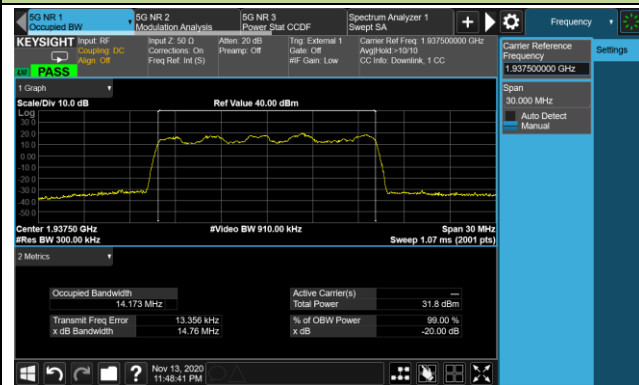 5G NR 1
Occupied BW
5G NR 2
Modulation Analysis
5G NR 3
Power Stat CCDF
Spectrum Analyzer 1
Swept SA
Frequency
KEYSIGHT
Input: RF
Coupling: DC
Align: Off
Input Z: 50 Ω
Corrections: On
Freq Ref: Int (S)
Atten: 20 dB
Preamp: Off
Trig: External 1
Gate: Off
#IF Gain: Low
Carrier Ref Freq: 1.937500000 GHz
Avg|Hold:>10/10
CC Info: Downlink, 1 CC
PASS
Carrier Reference
Frequency
1.937500000 GHz
Settings
Span
30.000 MHz
Auto Detect
Manual
1 Graph
Scale/Div 10.0 dB
Ref Value 40.00 dBm
Log
30.0
20.0
10.0
0.00
-10.0
-20.0
-30.0
-40.0
-50.0
Center 1.93750 GHz
#Video BW 910.00 kHz
Span 30 MHz
#Res BW 300.00 kHz
Sweep 1.07 ms (2001 pts)
2 Metrics
Occupied Bandwidth
14.173 MHz
Active Carrier(s)
---
Total Power
31.8 dBm
Transmit Freq Error
13.356 kHz
% of OBW Power
99.00 %
x dB Bandwidth
14.76 MHz
x dB
-20.00 dB
?
Nov 13, 2020
11:48:41 PM